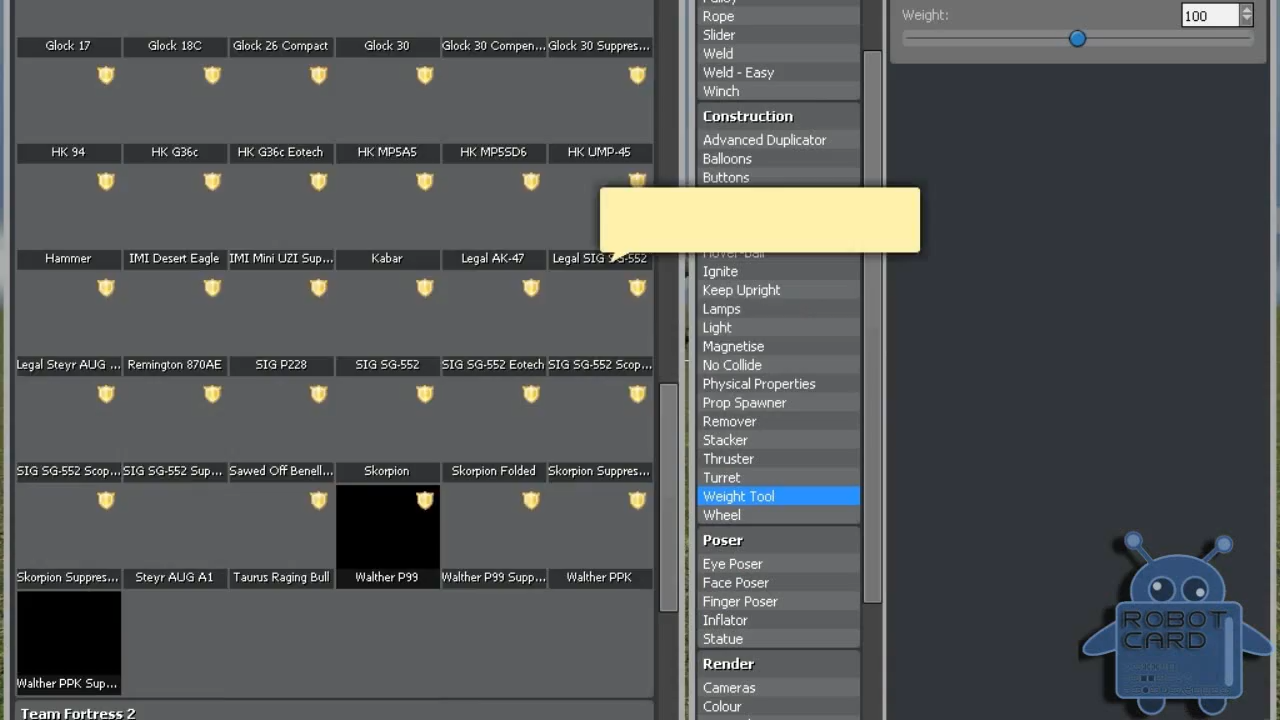 Glock 17
Glock 18C
Glock 26 Compact
Glock 30
Glock 30 Compen...
Glock 30 Suppres...
HK 94
HK G36c
HK G36c Eotech
HK MP5A5
HK MP5SD6
HK UMP-45
Hammer
IMI Desert Eagle
IMI Mini UZI Sup...
Kabar
Legal AK-47
Legal SIG SG-552
Legal Steyr AUG ...
Remington 870AE
SIG P228
SIG SG-552
SIG SG-552 Eotech
SIG SG-552 Scop...
SIG SG-552 Scop...
SIG SG-552 Sup...
Sawed Off Benell...
Skorpion
Skorpion Folded
Skorpion Suppres...
Skorpion Suppres...
Steyr AUG A1
Taurus Raging Bull
Walther P99
Walther P99 Supp...
Walther PPK
Walther PPK Sup...
Team Fortress 2
Rope
Slider
Weld
Weld - Easy
Winch
Construction
Advanced Duplicator
Balloons
Buttons
Ignite
Keep Upright
Lamps
Light
Magnetise
No Collide
Physical Properties
Prop Spawner
Remover
Stacker
Thruster
Turret
Weight Tool
Wheel
Poser
Eye Poser
Face Poser
Finger Poser
Inflator
Statue
Render
Cameras
Colour
Weight:
100
ROBOT
CARD